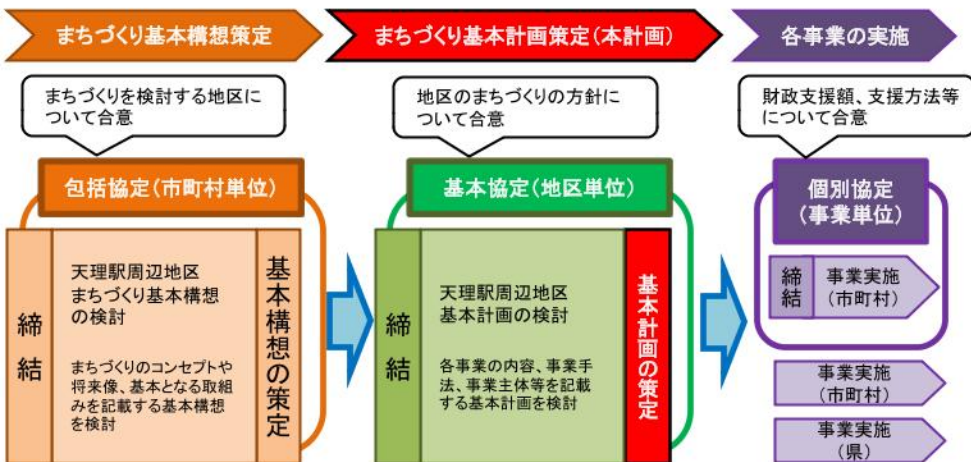 まちづくり基本構想策定
まちづくり基本計画策定(本計画)
各事業の実施
まちづくりを検討する地区に
ついて合意
地区のまちづくりの方針に
ついて合意
財政支援額、支援方法等
について合意
包括協定(市町村単位)
締結
天理駅周辺地区
まちづくり基本構想
の検討
まちづくりのコンセプトや
将来像、基本となる取組
みを記載する基本構想
を検討
基本構想の策定
基本協定(地区単位)
締結
天理駅周辺地区
基本計画の検討
各事業の内容、事業手
法、事業主体等を記載
する基本計画を検討
基本計画の策定
個別協定
(事業単位)
締結
事業実施
(市町村)
事業実施
(市町村)
事業実施
(県)